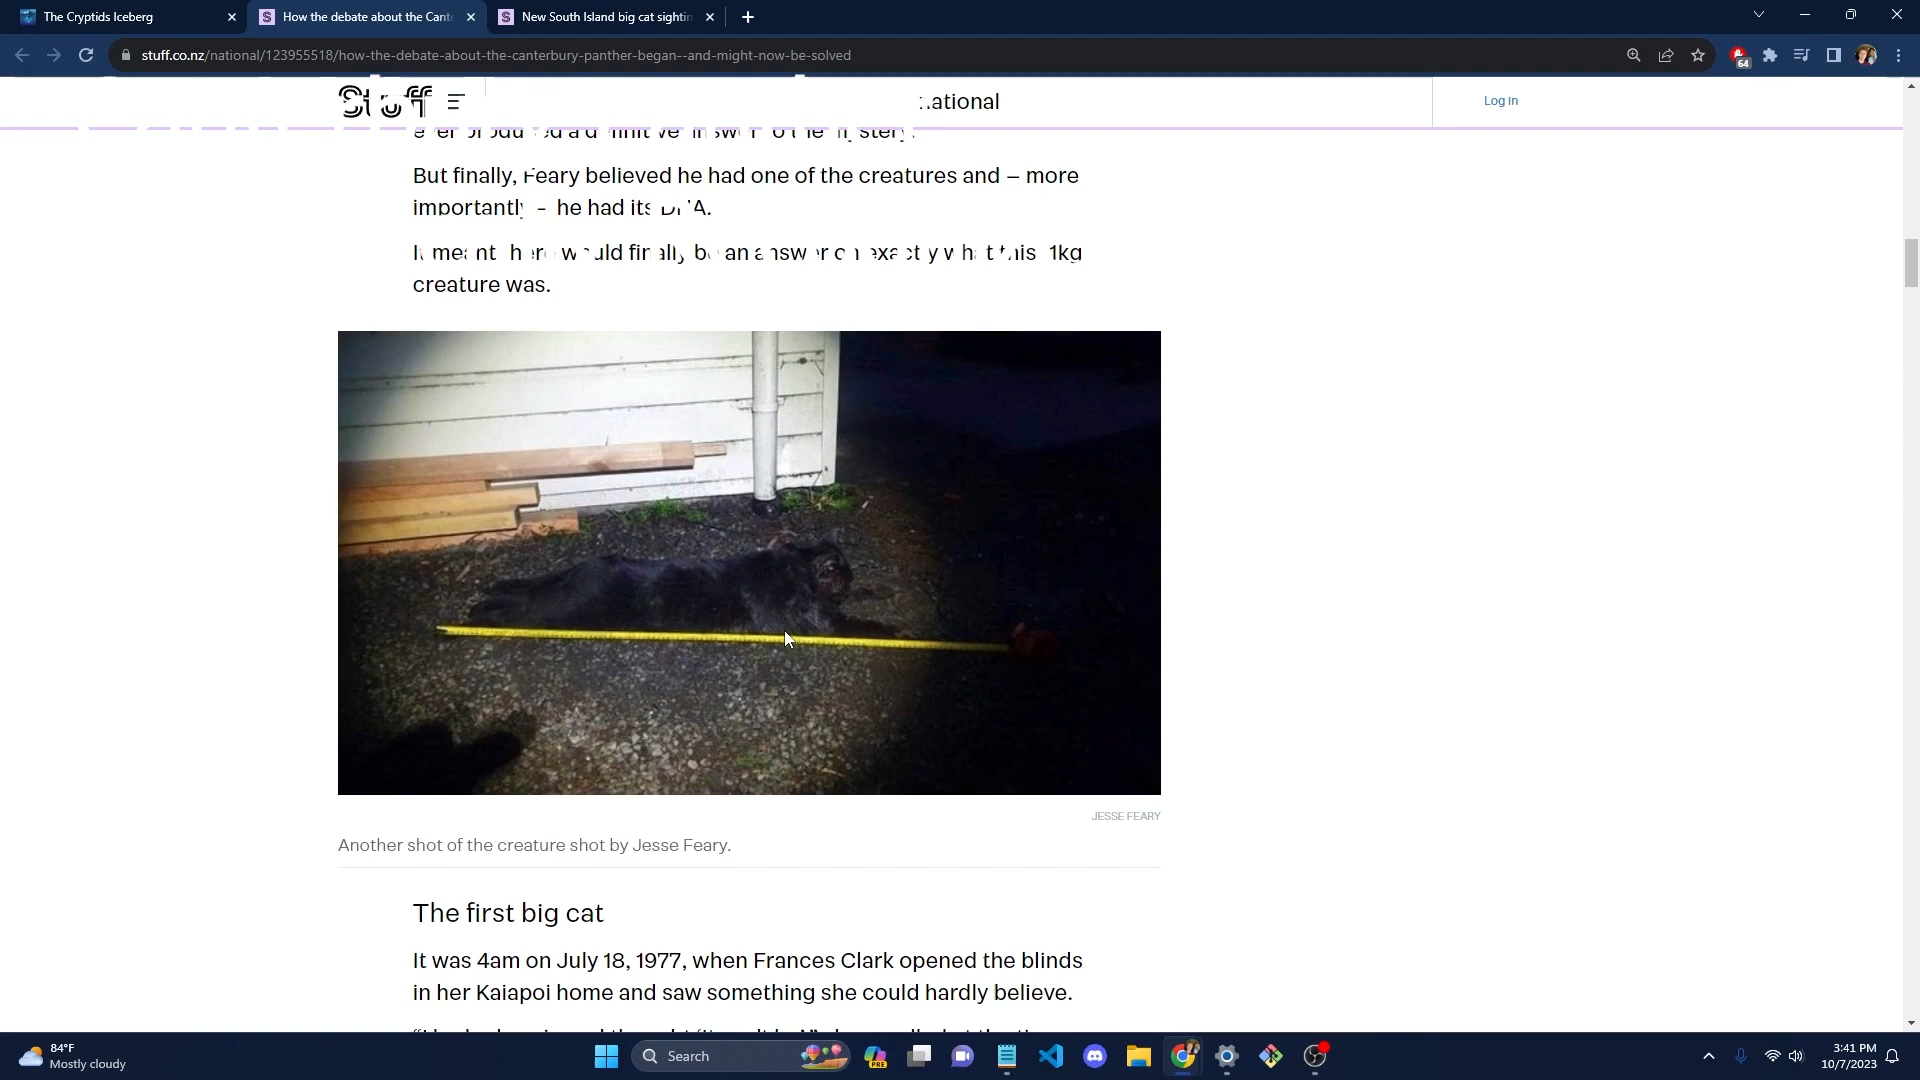 The Cryptids Iceberg
How the debate about the Cant
New South Island big cat sightin
stuff.co.nz/national/123955518/how-the-debate-about-the-canterbury-panther-began--and-might-now-be-solved
64
Stuff
national
Log In
But finally, Feary believed he had one of the creatures and – more
importantly – he had its DNA.
It meant there would finally be an answer on exactly what this 11kg
creature was.
JESSE FEARY
Another shot of the creature shot by Jesse Feary.
The first big cat
It was 4am on July 18, 1977, when Frances Clark opened the blinds
in her Kaiapoi home and saw something she could hardly believe.
84°F
Mostly cloudy
Search
PRE
3:41 PM
10/7/2023